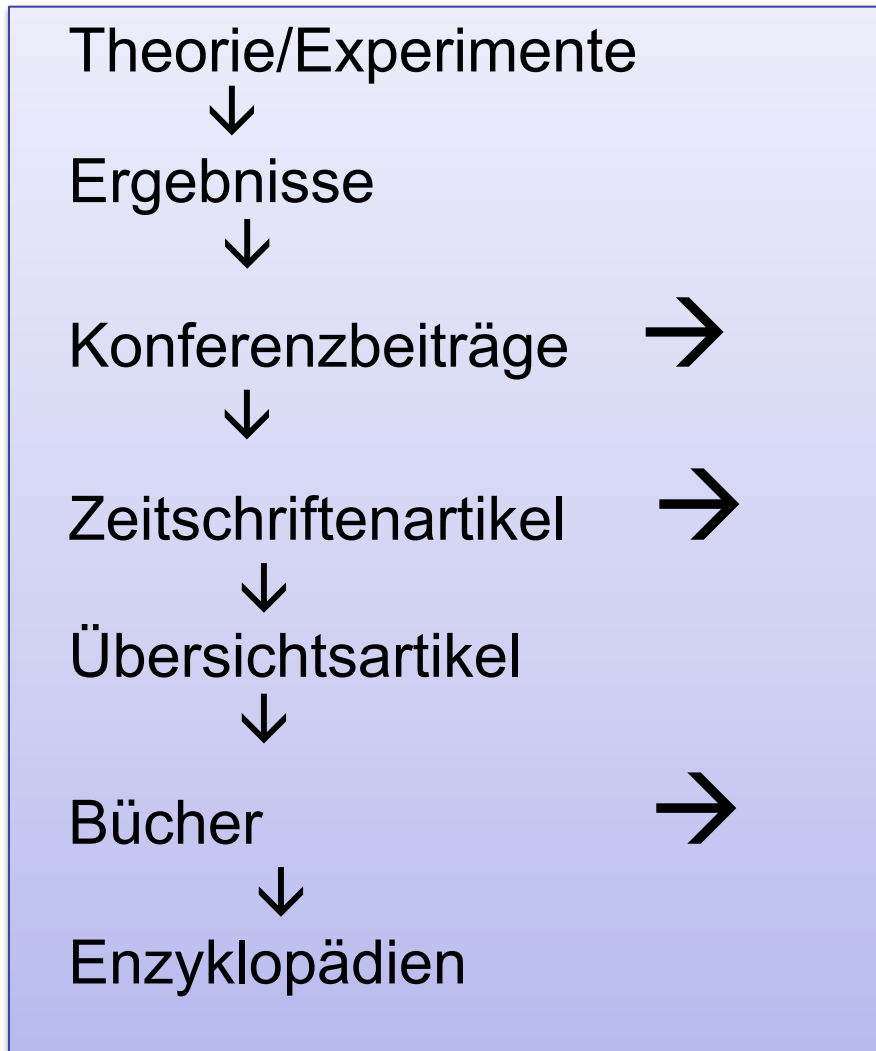 Theorie/Experimente
↓
Ergebnisse
↓
Konferenzbeiträge →
↓
Zeitschriftenartikel →
↓
Übersichtsartikel
↓
Bücher →
↓
Enzyklopädien